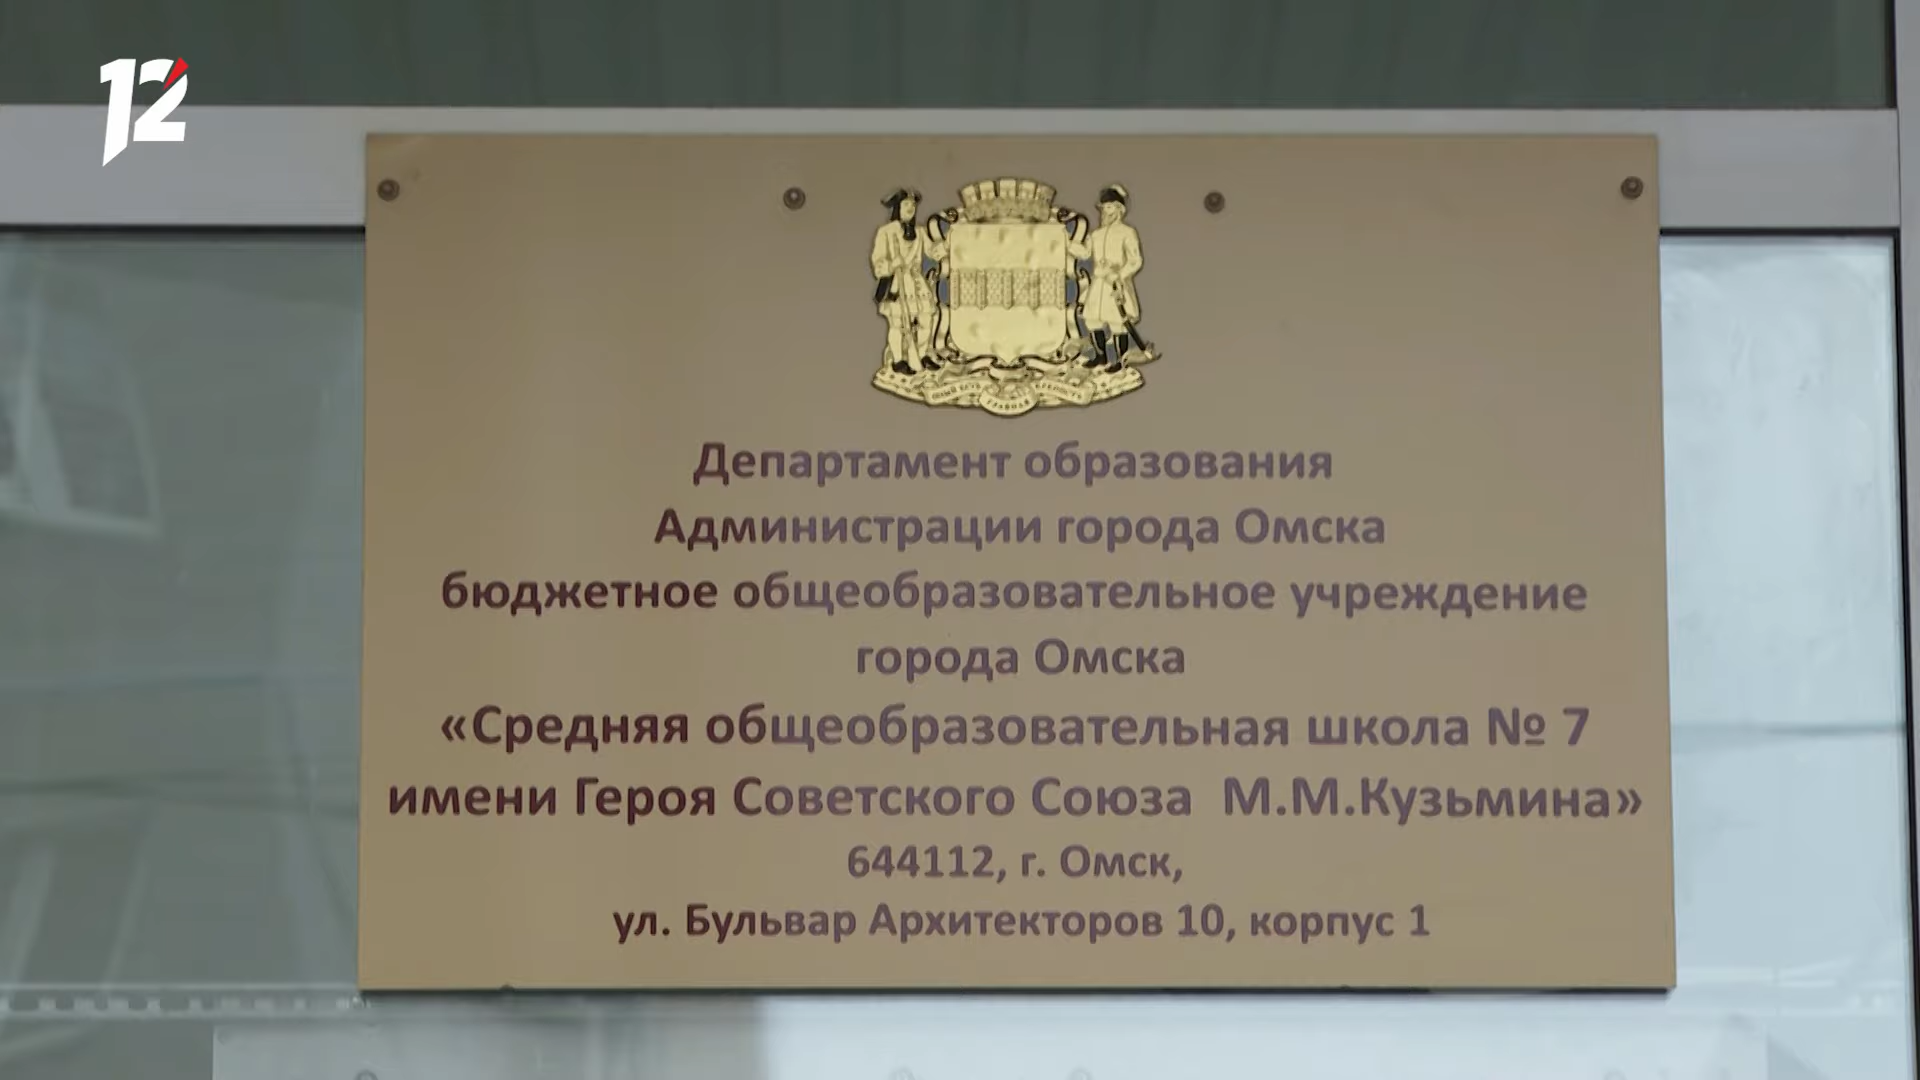 12
Департамент образования
Администрации города Омска
бюджетное общеобразовательное учреждение
города Омска
«Средняя общеобразовательная школа № 7
имени Героя Советского Союза М.М.Кузьмина»
644112, г. Омск,
ул. Бульвар Архитекторов 10, корпус 1